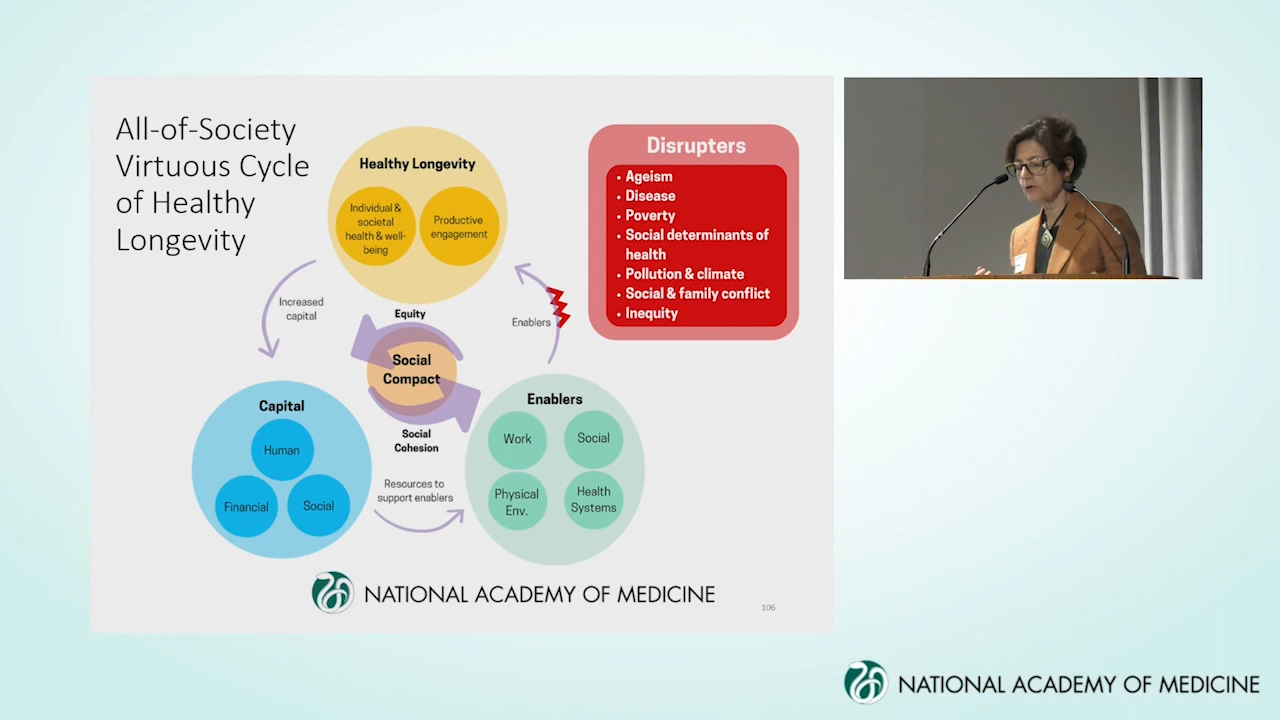 All-of-Society
Virtuous Cycle
of Healthy
Longevity
Healthy Longevity
Individual &
societal
health & well-
being
Productive
engagement
Disrupters
• Ageism
• Disease
• Poverty
• Social determinants of
health
• Pollution & climate
• Social & family conflict
• Inequity
Increased
capital
Equity
Enablers
Social
Compact
Social
Cohesion
Capital
Human
Financial
Social
Resources to
support enablers
Enablers
Work
Social
Physical
Env.
Health
Systems
NATIONAL ACADEMY OF MEDICINE
106
NATIONAL ACADEMY OF MEDICINE